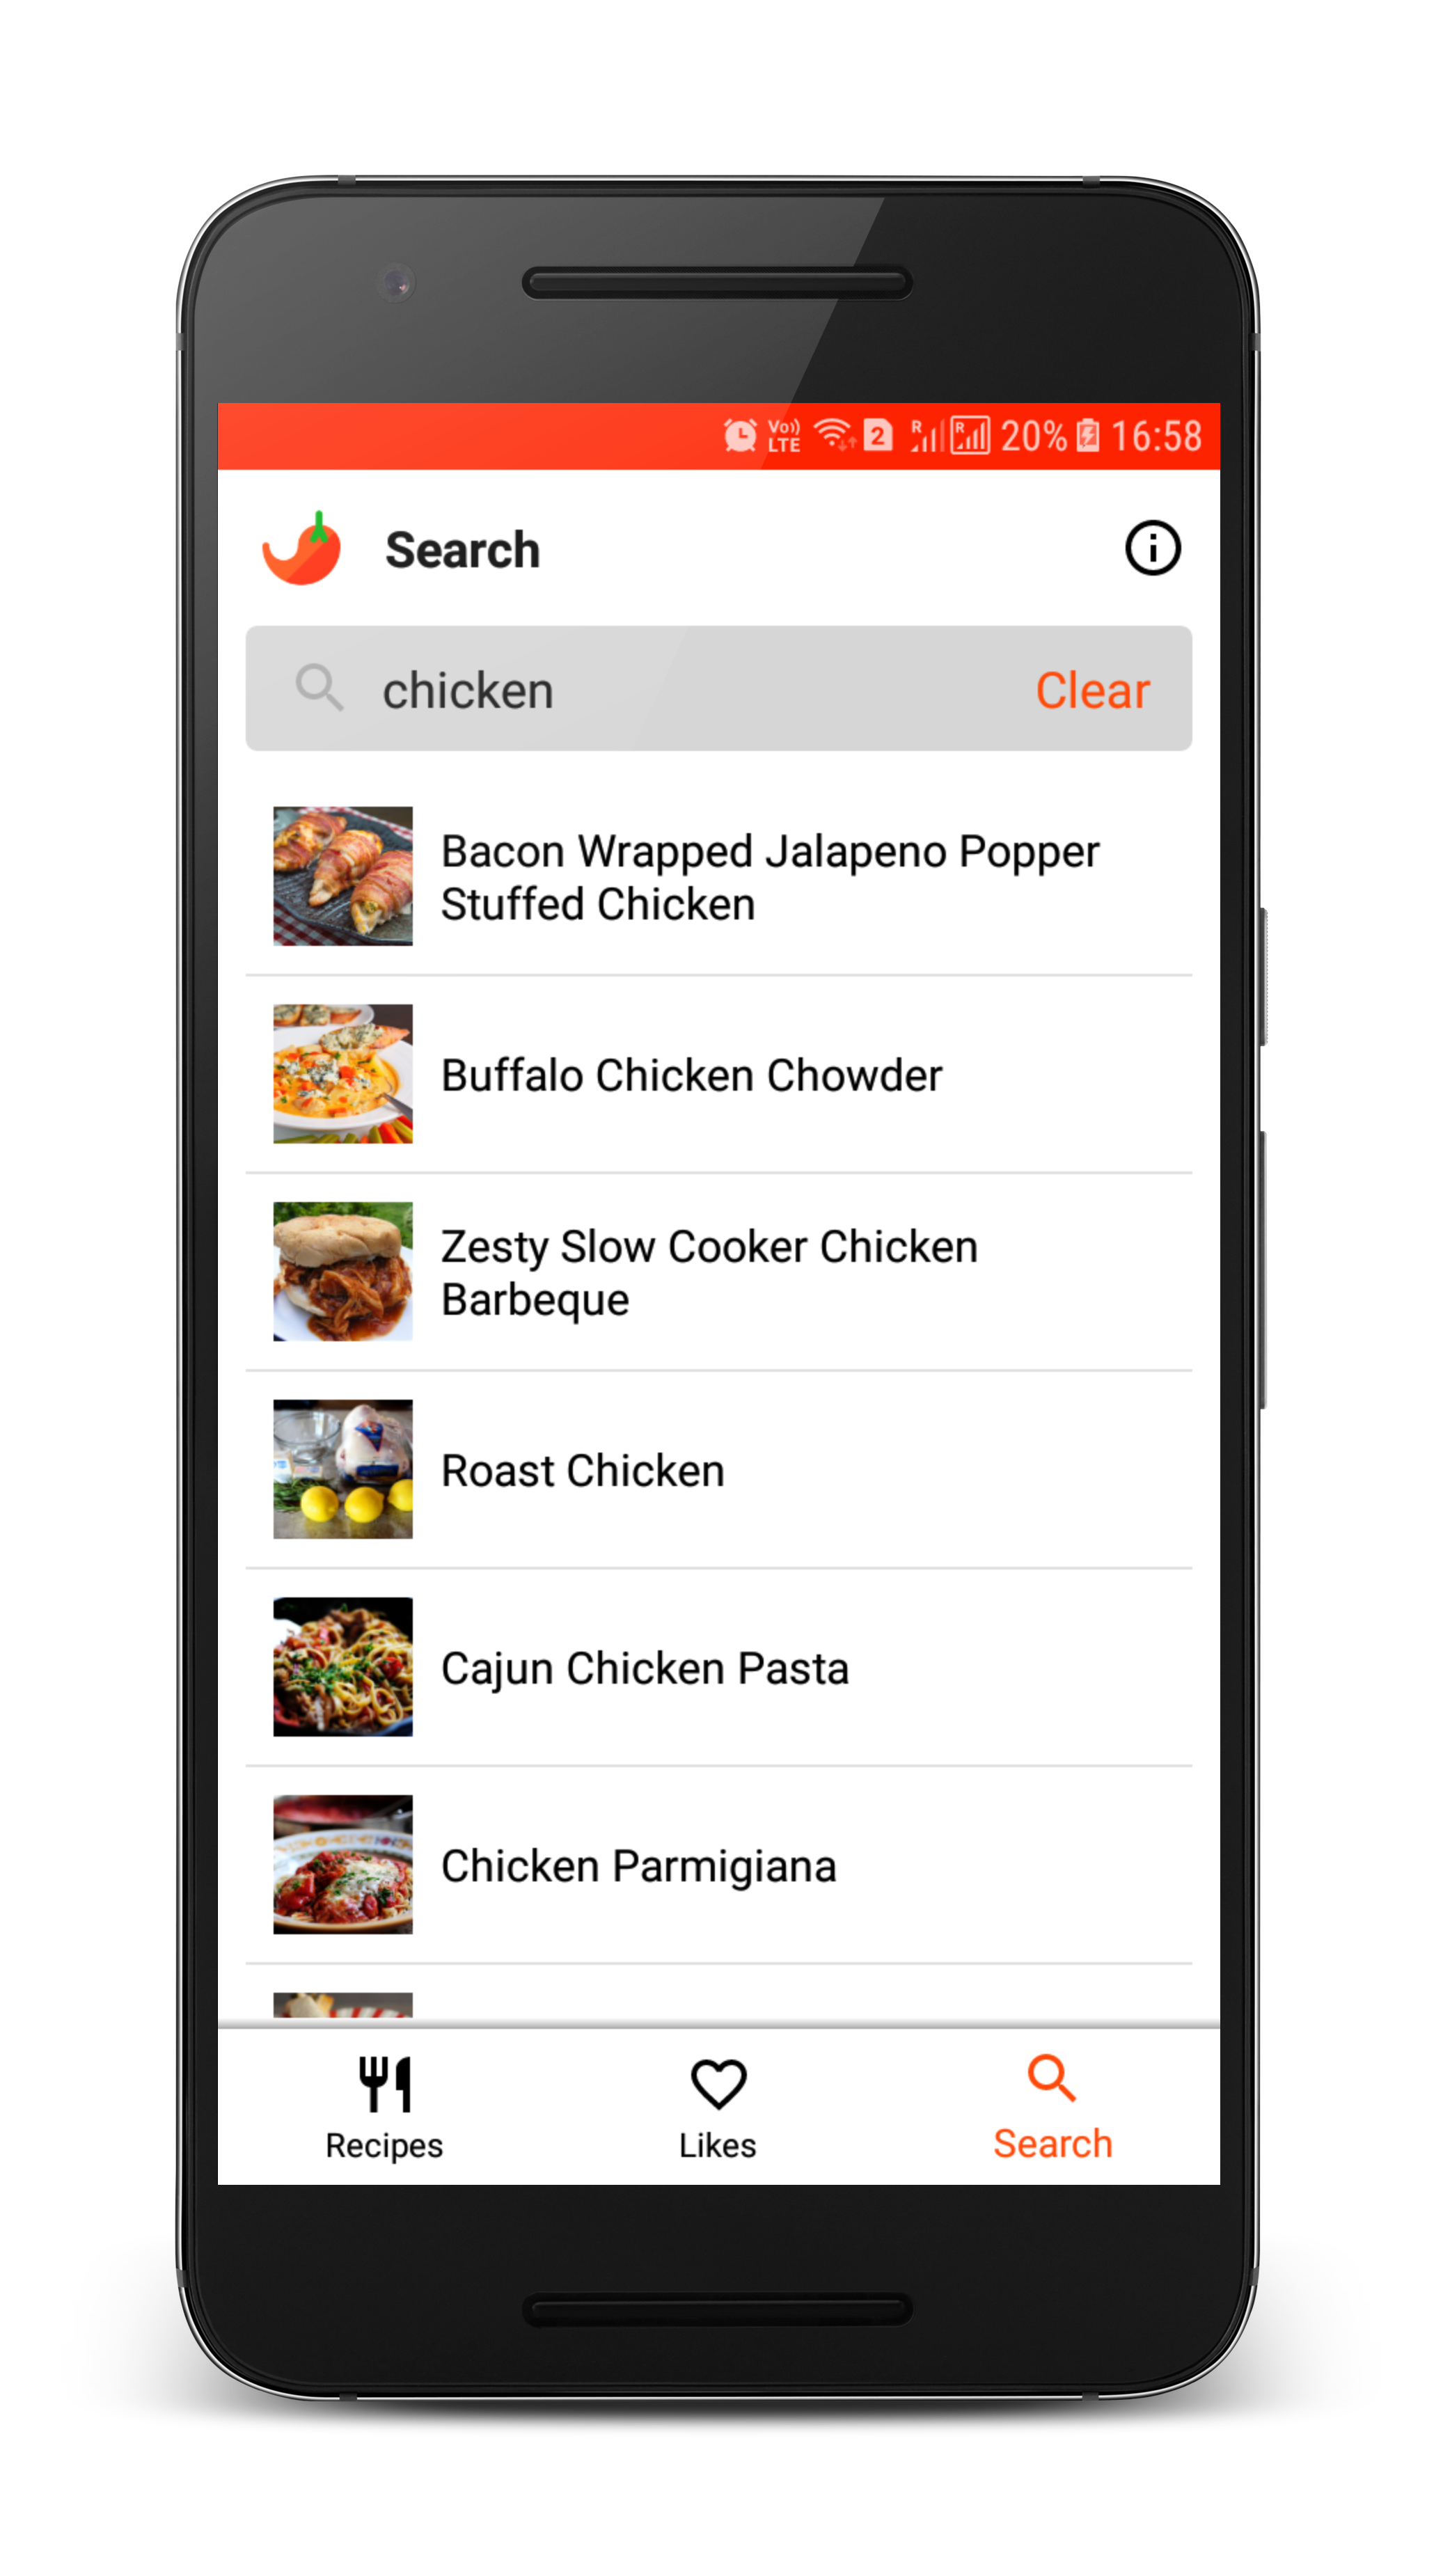 Vo)) LTE 2 R R 20% 16:58
Search
chicken Clear
Bacon Wrapped Jalapeno Popper
Stuffed Chicken
Buffalo Chicken Chowder
Zesty Slow Cooker Chicken
Barbeque
Roast Chicken
Cajun Chicken Pasta
Chicken Parmigiana
Recipes Likes Search